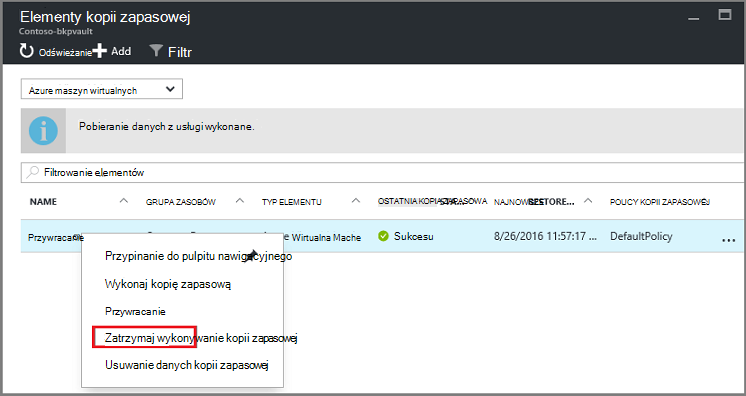 Elementy kopii zapasowej
Contoso-bkpvault
Odświeżanie Add Filtr
Azure maszyn wirtualnych
Pobieranie danych z usługi wykonane.
Filtrowanie elementów
NAME GRUPA ZASOBÓW TYP ELEMENTU OSTATNIA KOPIA ZAPASOWA NAJNOWSZE RESTORE... POUCY KOPII ZAPASOWEJ
Przywracanie Wirtualna Mache Sukcesu 8/26/2016 11:57:17 ... DefaultPolicy ...
Przypinanie do pulpitu nawigacyjnego
Wykonaj kopię zapasową
Przywracanie
Zatrzymaj wykonywanie kopii zapasowej
Usuwanie danych kopii zapasowej